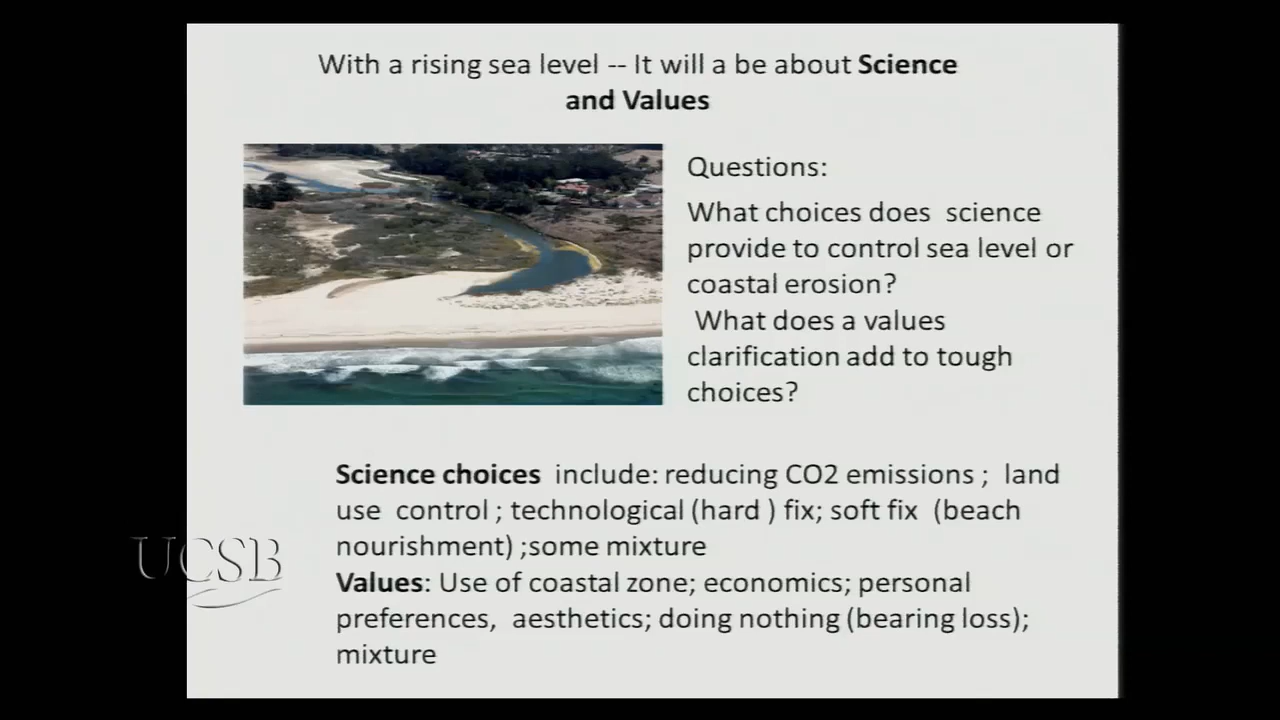 With a rising sea level -- It will a be about Science
and Values
Questions:
What choices does science
provide to control sea level or
coastal erosion?
What does a values
clarification add to tough
choices?
Science choices include: reducing CO2 emissions ; land
use control ; technological (hard ) fix; soft fix (beach
nourishment) ;some mixture
Values: Use of coastal zone; economics; personal
preferences, aesthetics; doing nothing (bearing loss);
mixture
UCSB